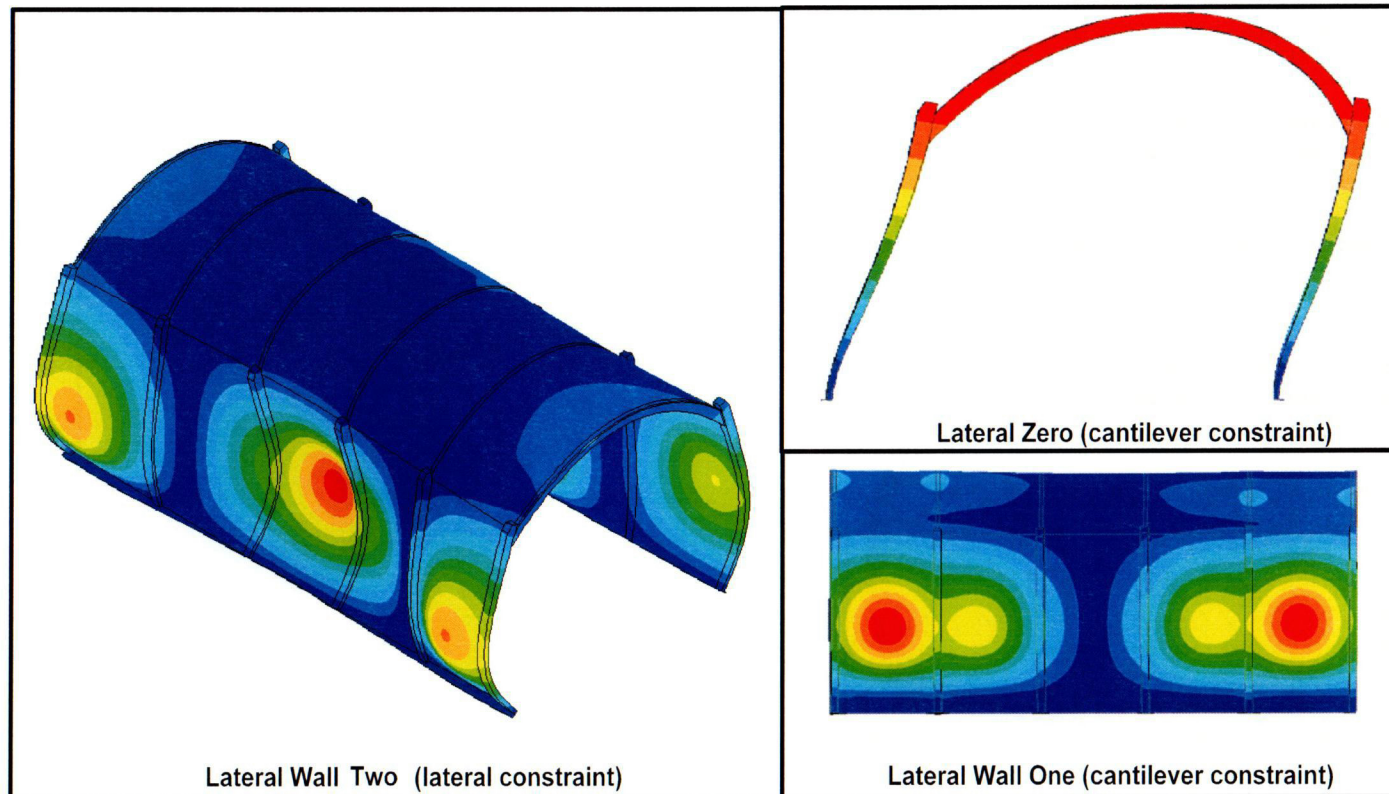 Lateral Wall Two (lateral constraint)
Lateral Zero (cantilever constraint)
Lateral Wall One (cantilever constraint)